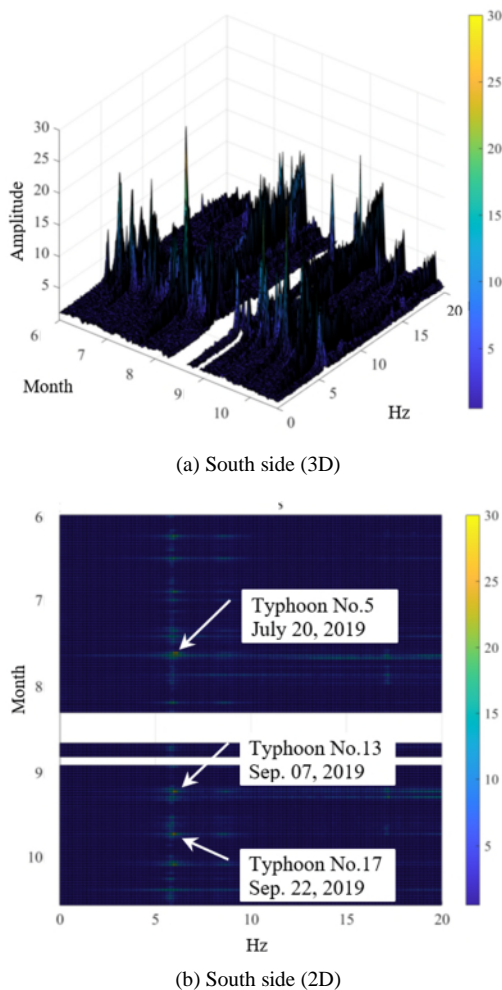 30
25
20
15
10
5
Amplitude
30
25
20
15
10
5
6
7
8
9
10
Month
0
5
10
15
20
Hz
(a) South side (3D)
s
6
7
8
9
10
Month
Typhoon No.5
July 20, 2019
Typhoon No.13
Sep. 07, 2019
Typhoon No.17
Sep. 22, 2019
0
5
10
15
20
Hz
30
25
20
15
10
5
(b) South side (2D)